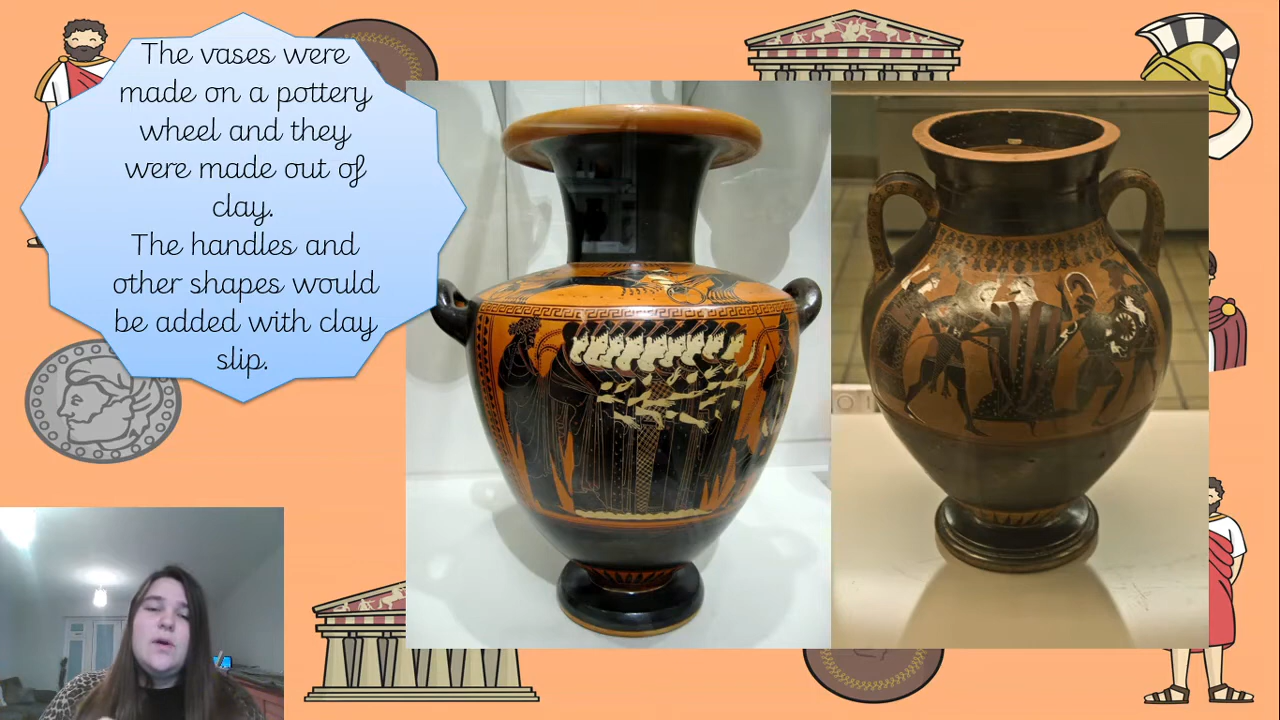 The vases were
made on a pottery
wheel and they
were made out of
clay.
The handles and
other shapes would
be added with clay
slip.